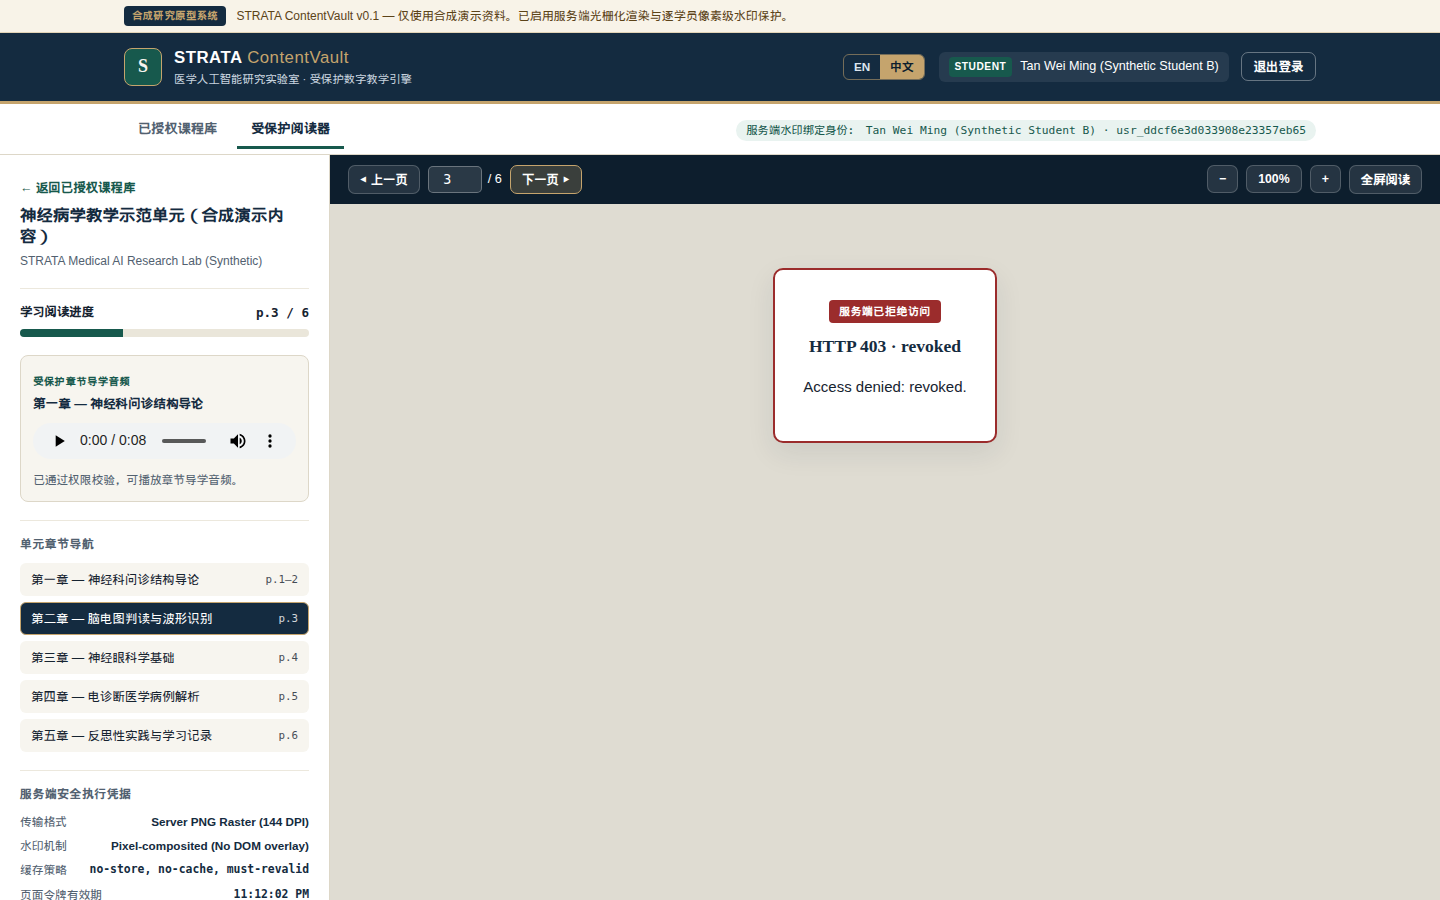 合成研究原型系统 STRATA ContentVault v0.1 — 仅使用合成演示资料。已启用服务端光栅化渲染与逐学员像素级水印保护。
S
STRATA ContentVault
医学人工智能研究实验室 · 受保护数字教学引擎
EN 中文
STUDENT Tan Wei Ming (Synthetic Student B)
退出登录
已授权课程库 受保护阅读器
服务端水印绑定身份: Tan Wei Ming (Synthetic Student B) · usr_ddcf6e3d033908e23357eb65
← 返回已授权课程库
神经病学教学示范单元（合成演示内
容）
STRATA Medical AI Research Lab (Synthetic)
学习阅读进度 p.3 / 6
受保护章节导学音频
第一章 — 神经科问诊结构导论
0:00 / 0:08
已通过权限校验，可播放章节导学音频。
单元章节导航
第一章 — 神经科问诊结构导论 p.1–2
第二章 — 脑电图判读与波形识别 p.3
第三章 — 神经眼科学基础 p.4
第四章 — 电诊断医学病例解析 p.5
第五章 — 反思性实践与学习记录 p.6
服务端安全执行凭据
传输格式 Server PNG Raster (144 DPI)
水印机制 Pixel-composited (No DOM overlay)
缓存策略 no-store, no-cache, must-revalid
页面令牌有效期 11:12:02 PM
◂ 上一页 3 / 6 下一页 ▸
− 100% + 全屏阅读
服务端已拒绝访问
HTTP 403 · revoked
Access denied: revoked.